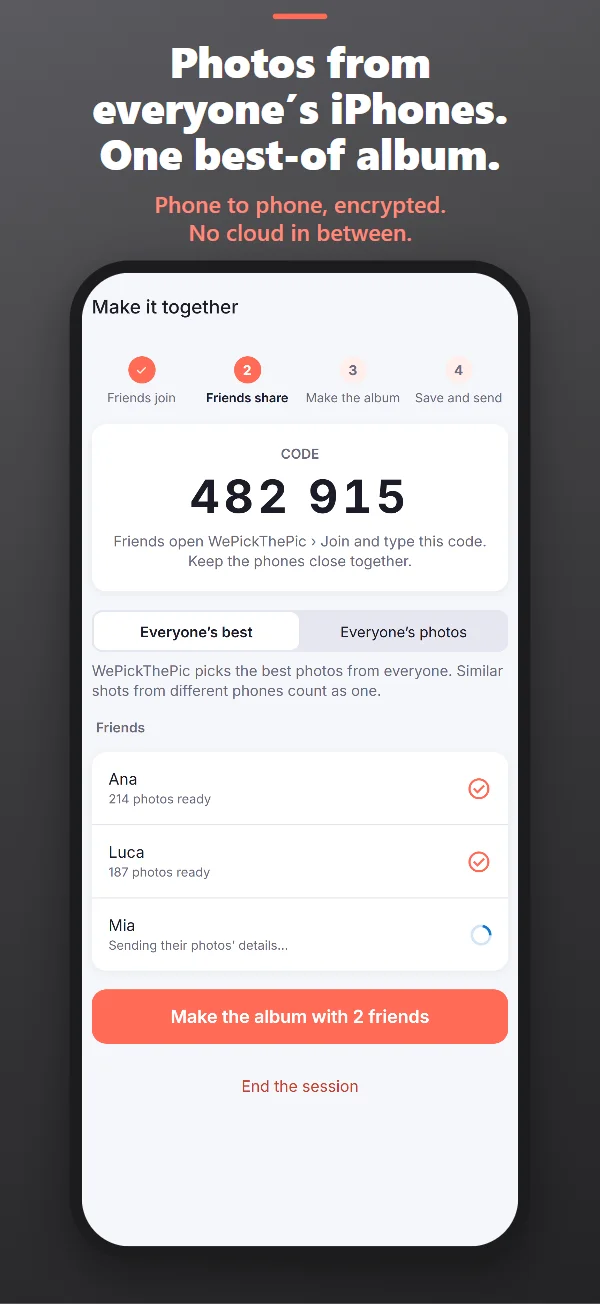 Photos from
everyone´s iPhones.
One best-of album.
Phone to phone, encrypted.
No cloud in between.
Make it together
2
3
4
Friends join
Friends share
Make the album
Save and send
CODE
482 915
Friends open WePickThePic › Join and type this code.
Keep the phones close together.
Everyone’s best
Everyone’s photos
WePickThePic picks the best photos from everyone. Similar
shots from different phones count as one.
Friends
Ana
214 photos ready
Luca
187 photos ready
Mia
Sending their photos’ details…
Make the album with 2 friends
End the session